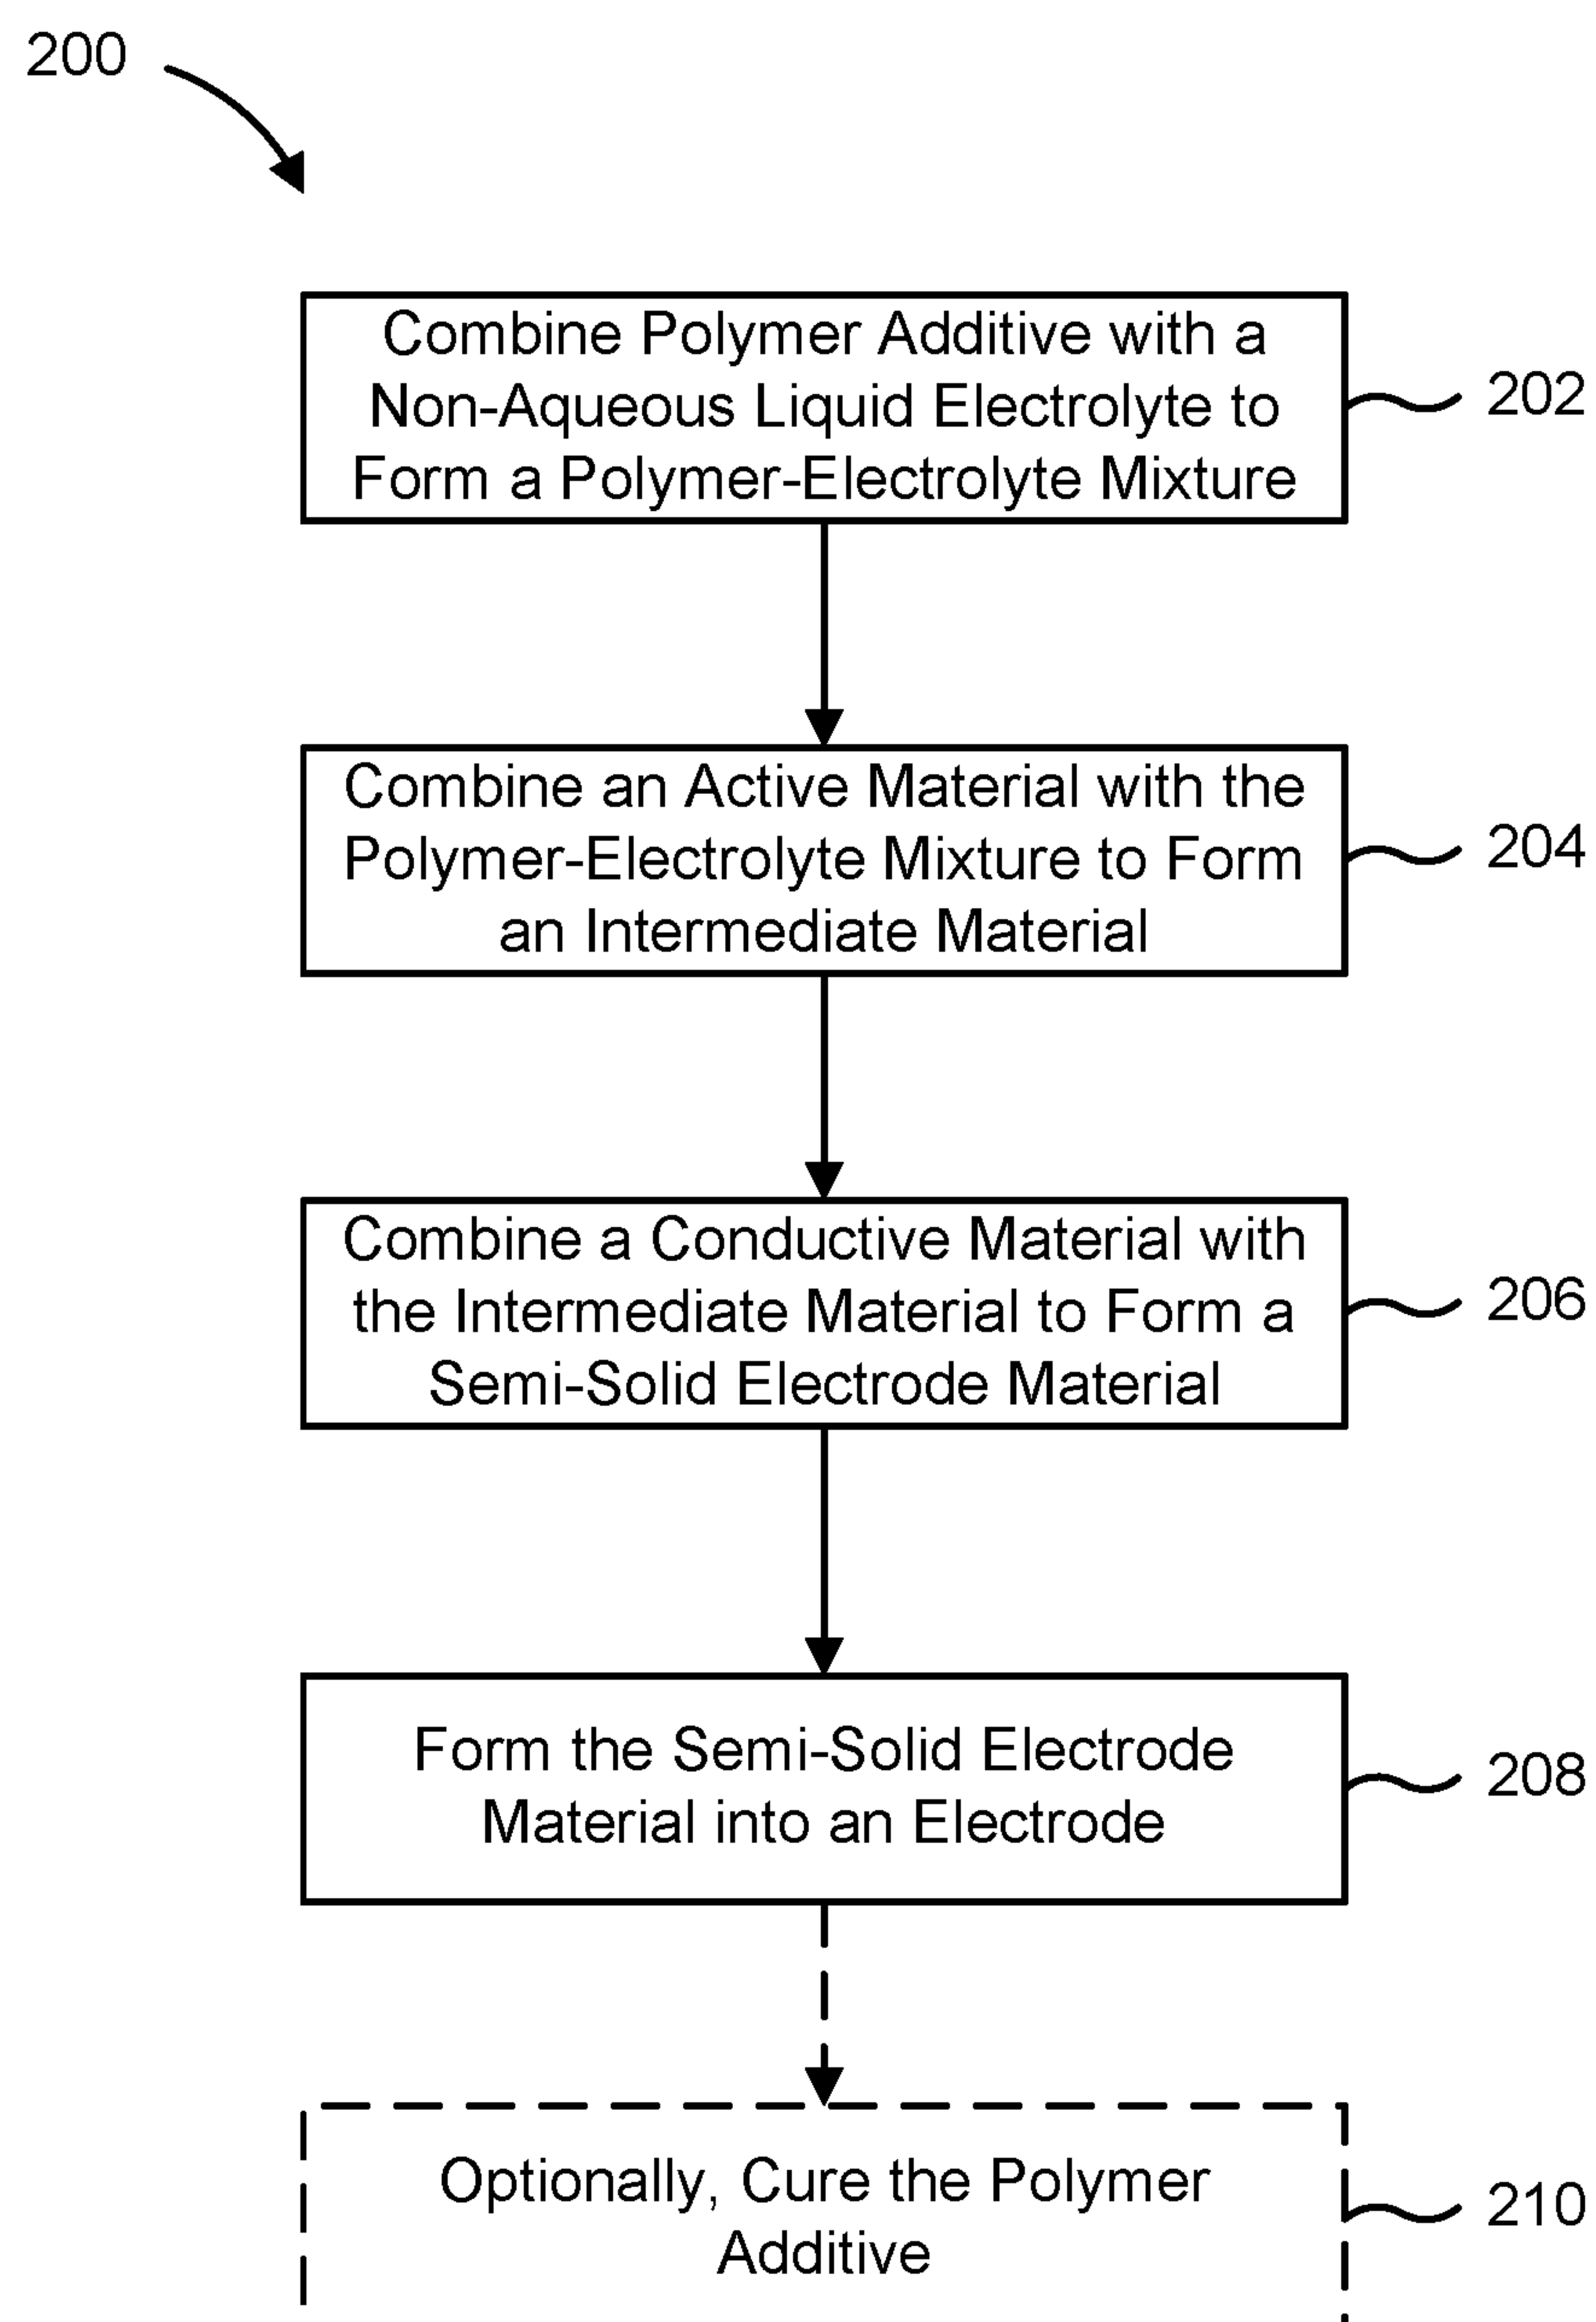 200
Combine Polymer Additive with a
Non-Aqueous Liquid Electrolyte to
Form a Polymer-Electrolyte Mixture
202
Combine an Active Material with the
Polymer-Electrolyte Mixture to Form
an Intermediate Material
204
Combine a Conductive Material with
the Intermediate Material to Form a
Semi-Solid Electrode Material
206
Form the Semi-Solid Electrode
Material into an Electrode
208
Optionally, Cure the Polymer
Additive
210